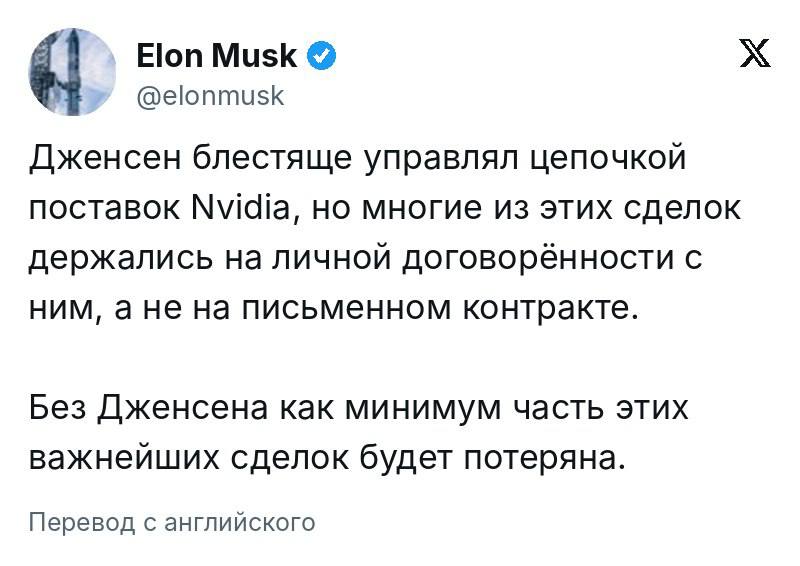 Elon Musk
@elonmusk
Дженсен блестяще управлял цепочкой
поставок Nvidia, но многие из этих сделок
держались на личной договорённости с
ним, а не на письменном контракте.
Без Дженсена как минимум часть этих
важнейших сделок будет потеряна.
Перевод с английского